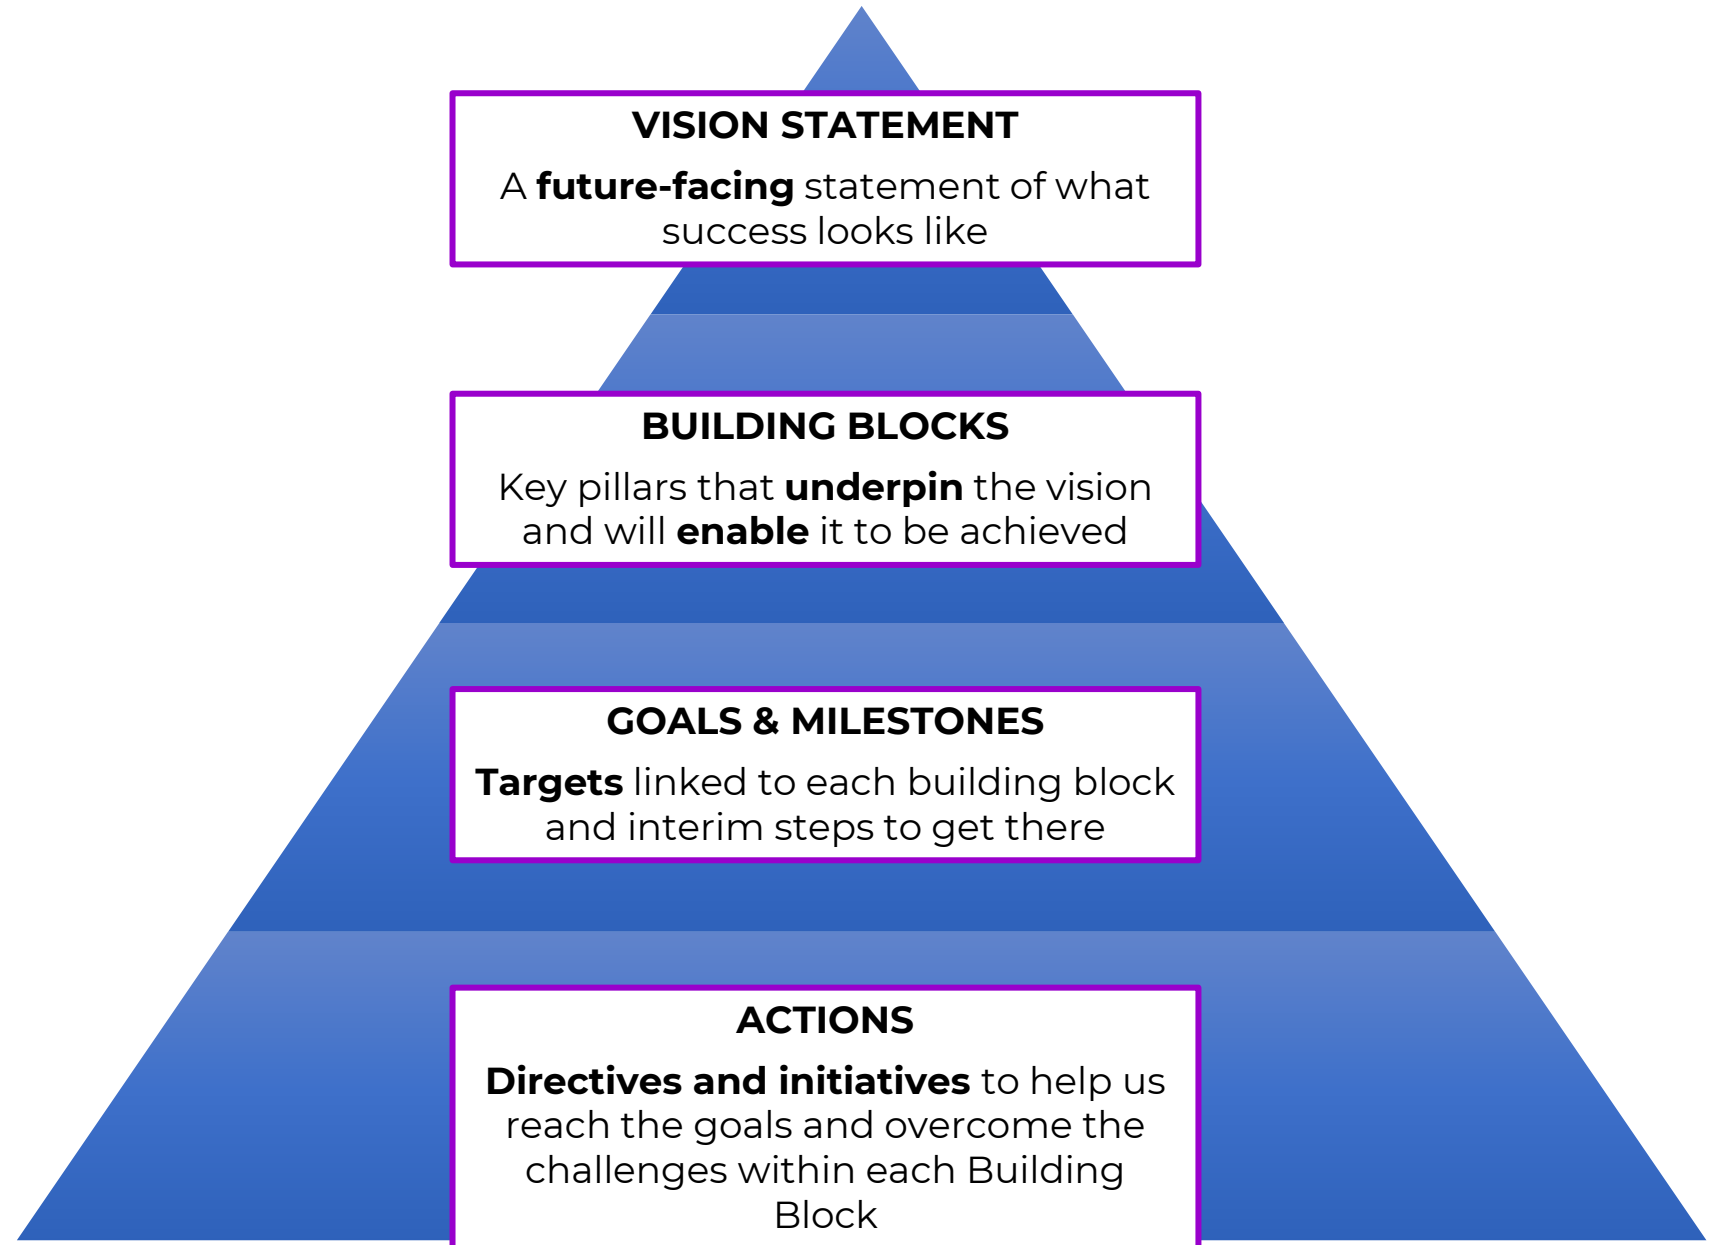 VISION STATEMENT
A future-facing statement of what
success looks like
BUILDING BLOCKS
Key pillars that underpin the vision
and will enable it to be achieved
GOALS & MILESTONES
Targets linked to each building block
and interim steps to get there
ACTIONS
Directives and initiatives to help us
reach the goals and overcome the
challenges within each Building
Block